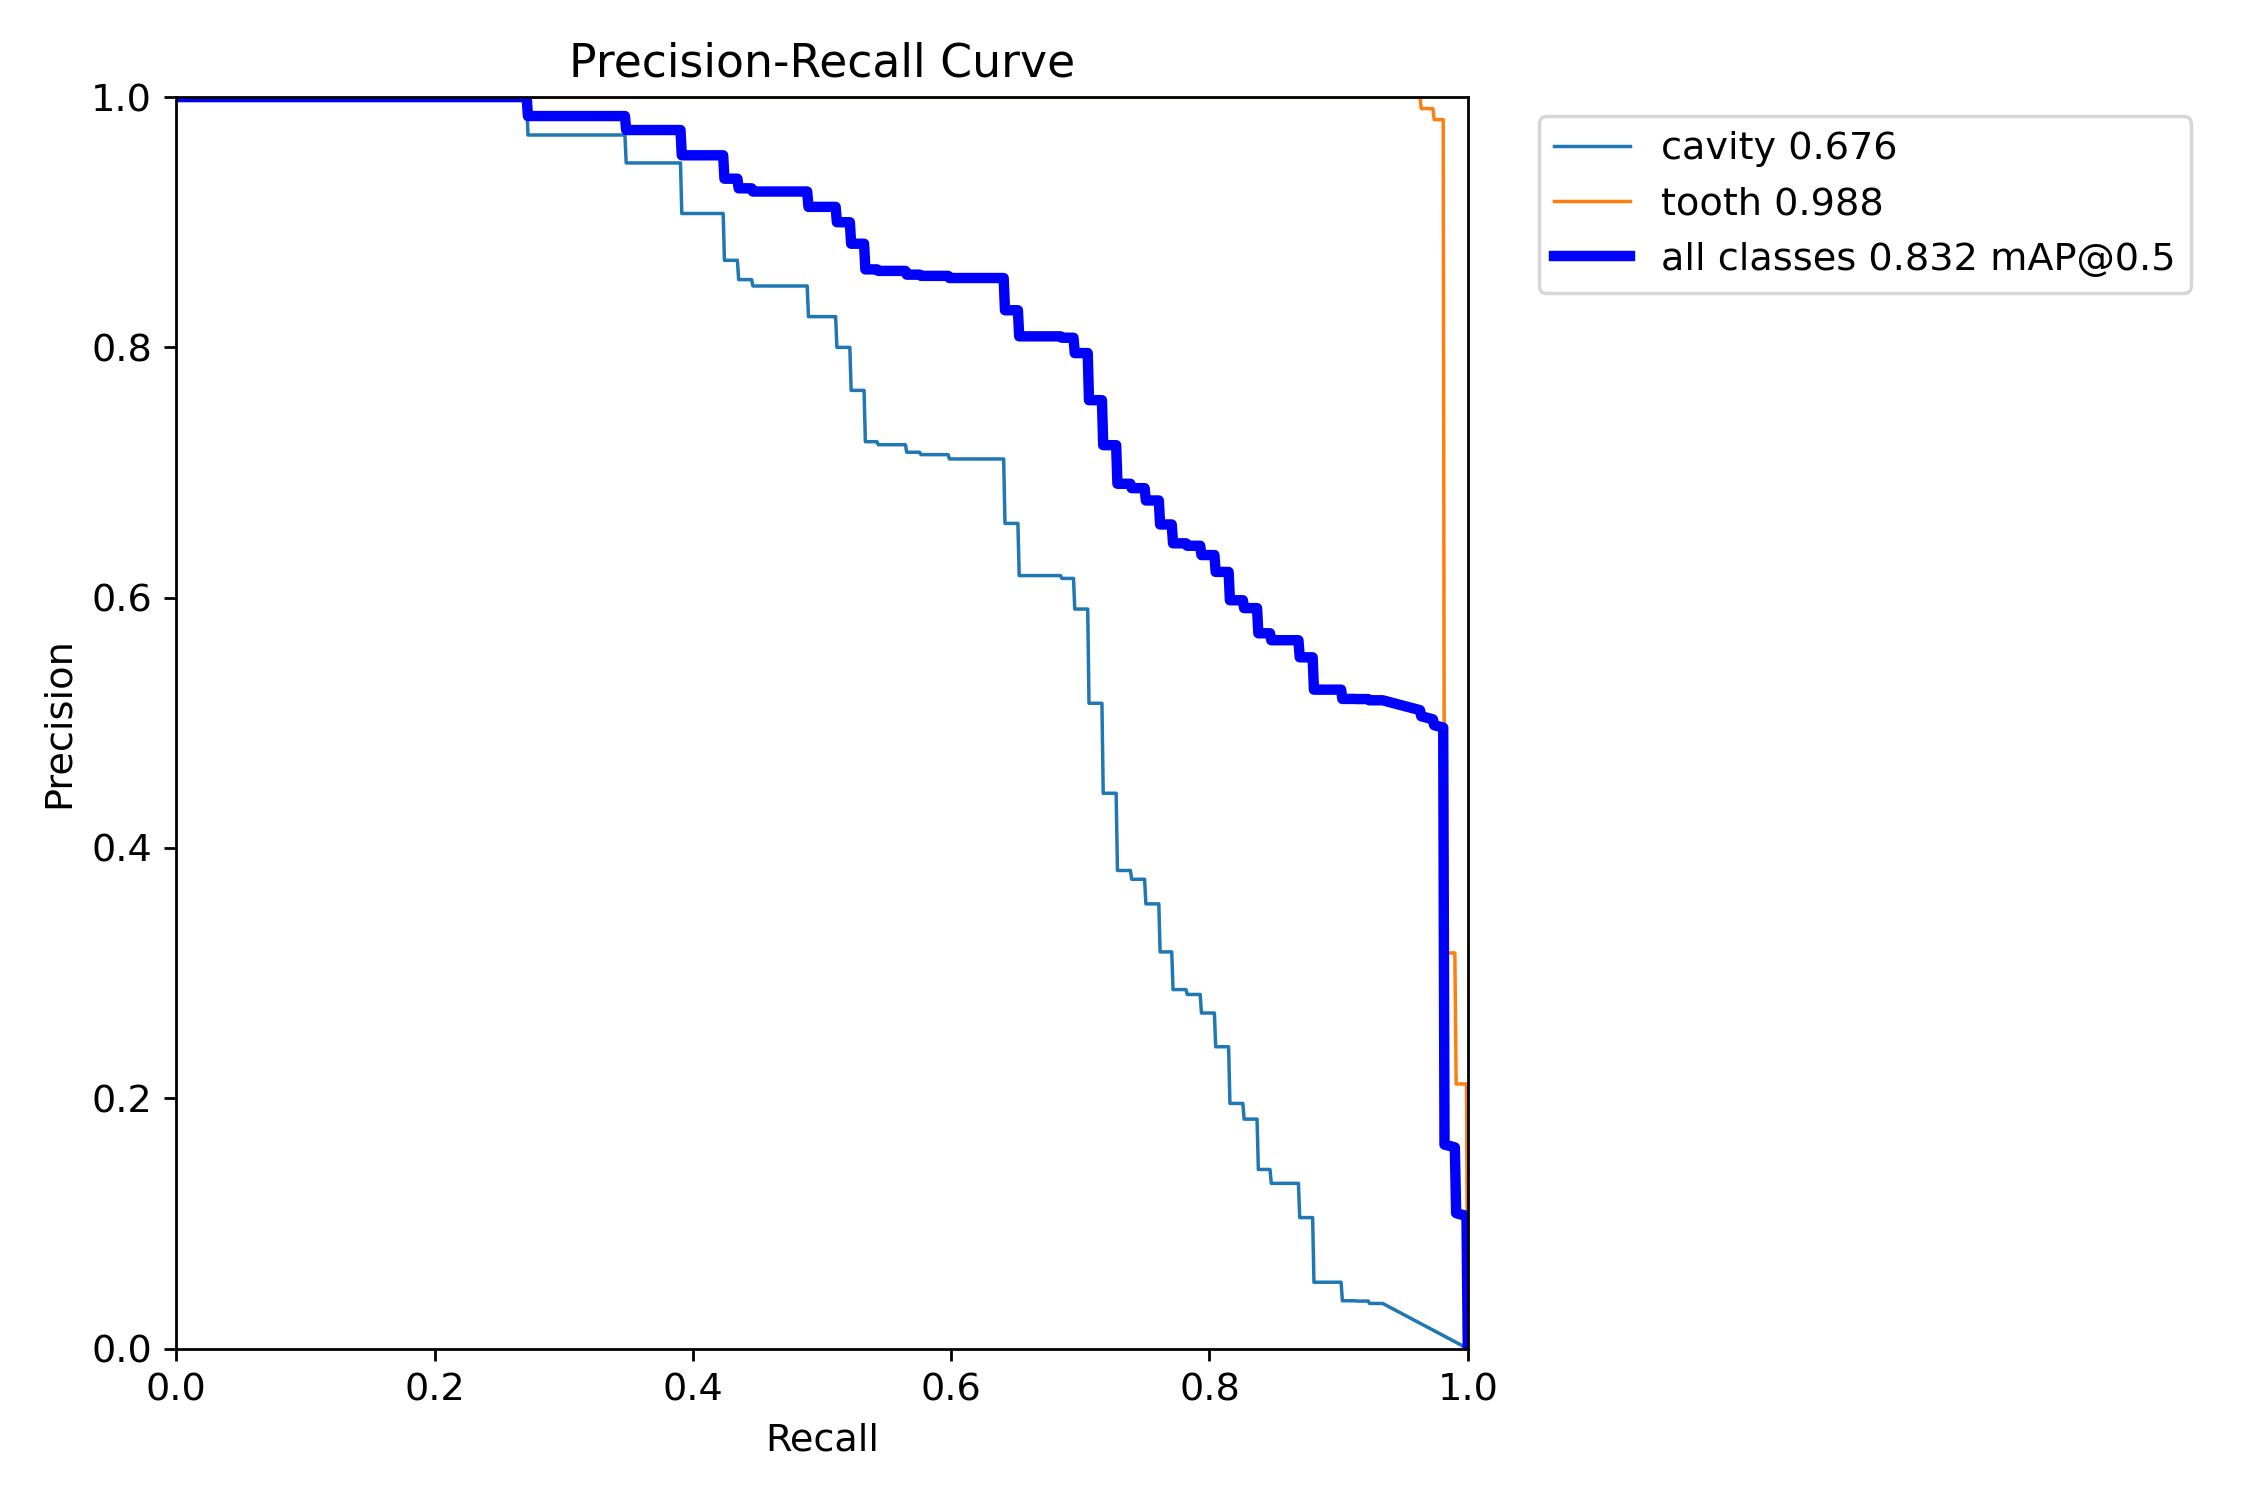 Precision-Recall Curve
1.0
0.8
0.6
0.4
0.2
0.0
Precision
0.0 0.2 0.4 0.6 0.8 1.0
Recall
cavity 0.676
tooth 0.988
all classes 0.832 mAP@0.5